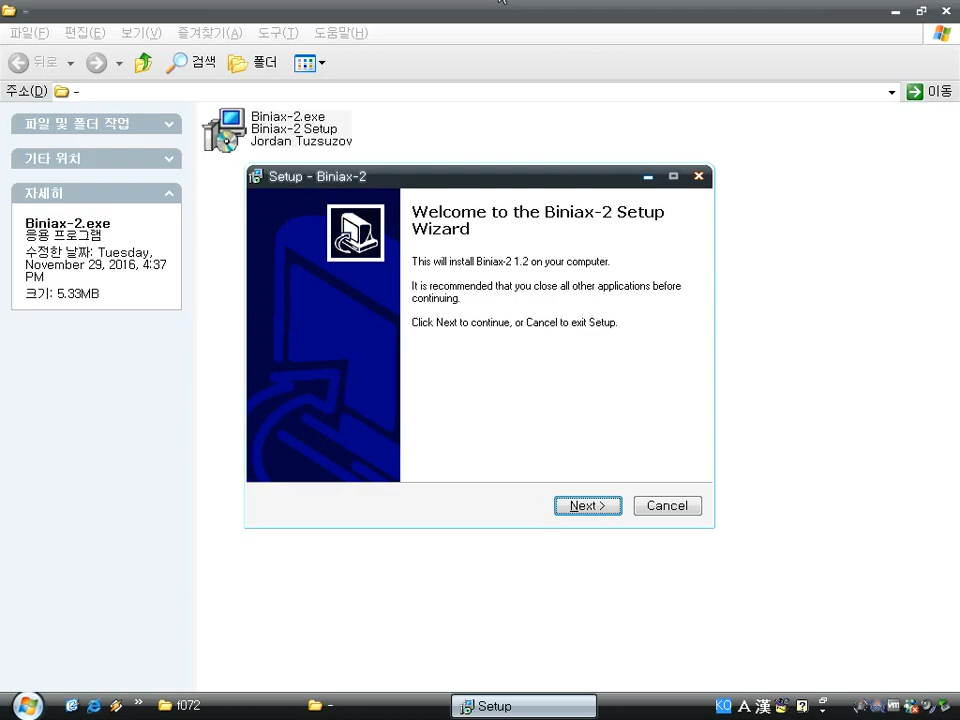 -
파일(F) 편집(E) 보기(V) 즐겨찾기(A) 도구(T) 도움말(H)
뒤로 검색 폴더
주소(D) - 이동
파일 및 폴더 작업
기타 위치
자세히
Biniax-2.exe
응용 프로그램
수정한 날짜: Tuesday,
November 29, 2016, 4:37
PM
크기: 5.33MB
Biniax-2.exe
Biniax-2 Setup
Jordan Tuzsuzov
Setup - Biniax-2
Welcome to the Biniax-2 Setup
Wizard
This will install Biniax-2 1.2 on your computer.
It is recommended that you close all other applications before
continuing.
Click Next to continue, or Cancel to exit Setup.
Next > Cancel
» f072 - Setup KO A 漢 ?